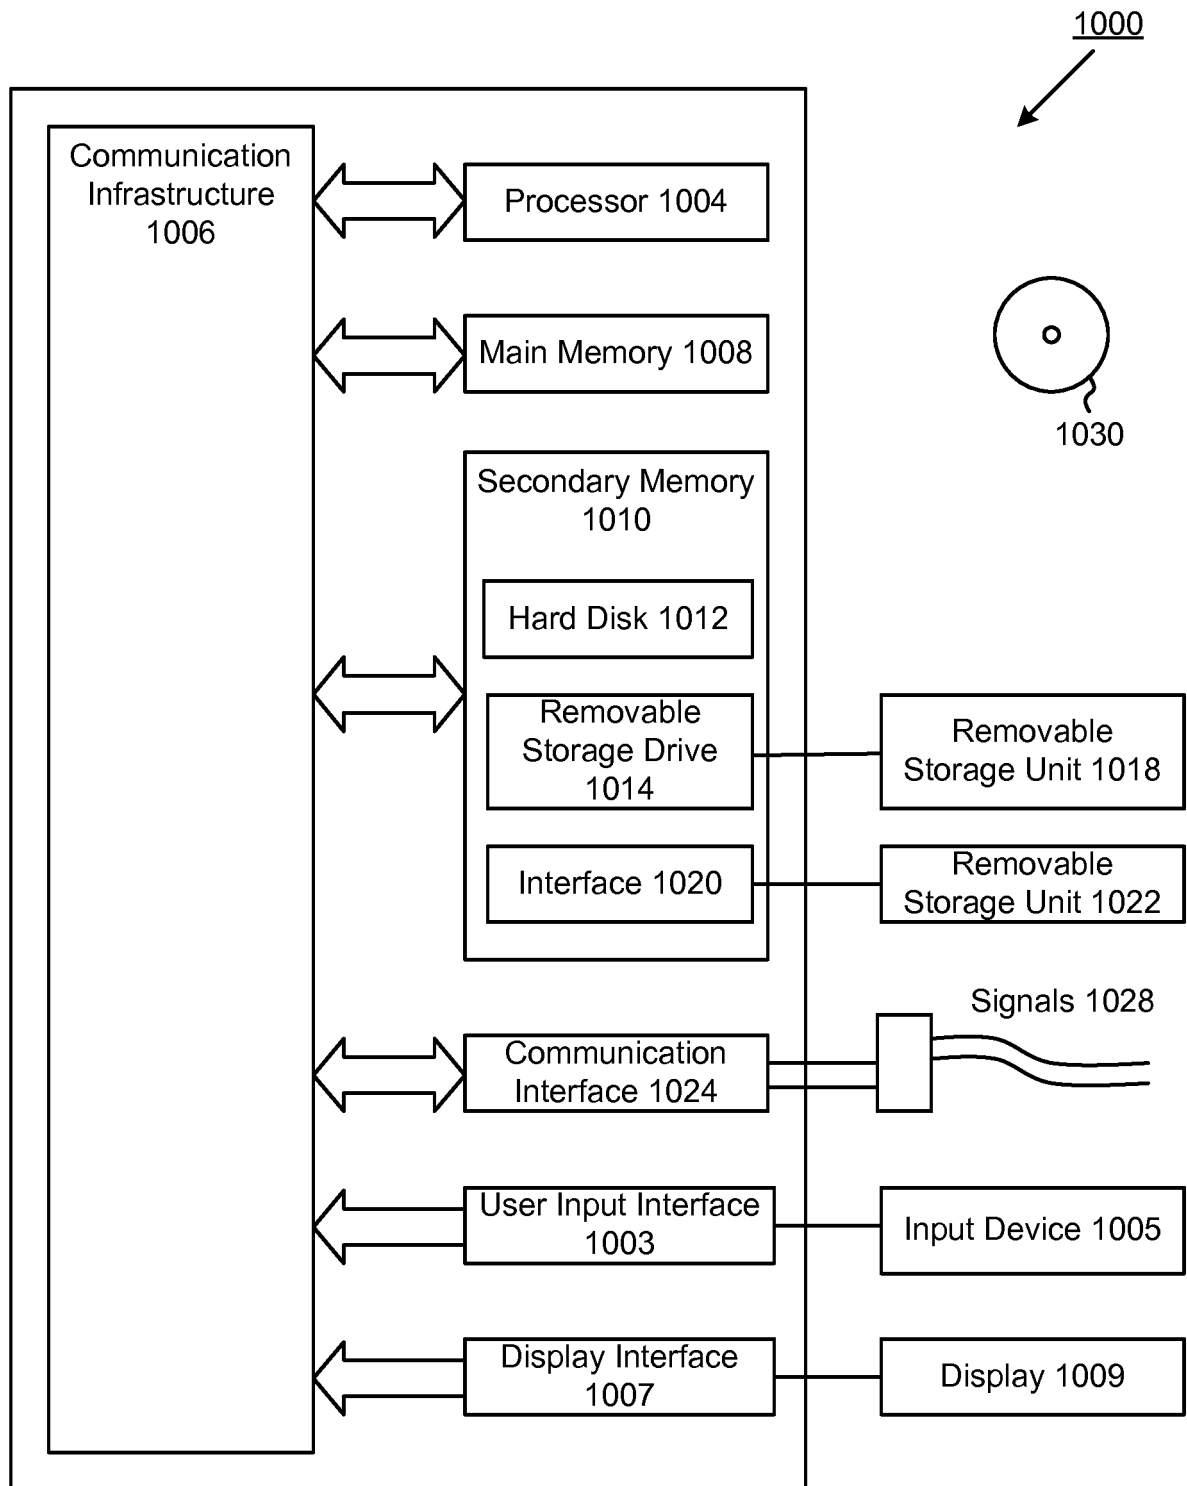 1000
Communication
Infrastructure
1006
Processor 1004
Main Memory 1008
1030
Secondary Memory
1010
Hard Disk 1012
Removable
Storage Drive
1014
Removable
Storage Unit 1018
Interface 1020
Removable
Storage Unit 1022
Signals 1028
Communication
Interface 1024
User Input Interface
1003
Input Device 1005
Display Interface
1007
Display 1009